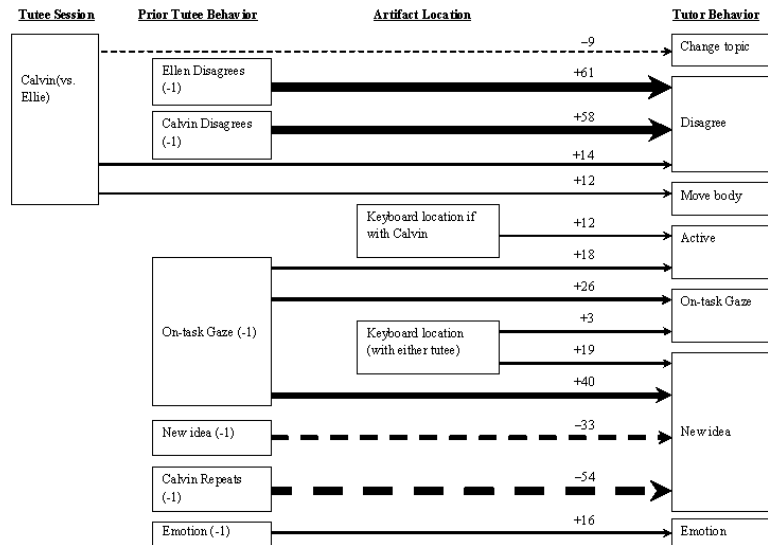 Tutee Session Prior Tutee Behavior Artifact Location Tutor Behavior
–9
Change topic
Calvin(vs.
Ellie)
Ellen Disagrees
(-1)
+61
Calvin Disagrees
(-1)
+58
Disagree
+14
+12
Move body
Keyboard location if
with Calvin
+12
Active
+18
On-task Gaze (-1)
+26
On-task Gaze
Keyboard location
(with either tutee)
+3
+19
+40
New idea
New idea (-1)
–33
Calvin Repeats
(-1)
–54
Emotion (-1)
+16
Emotion